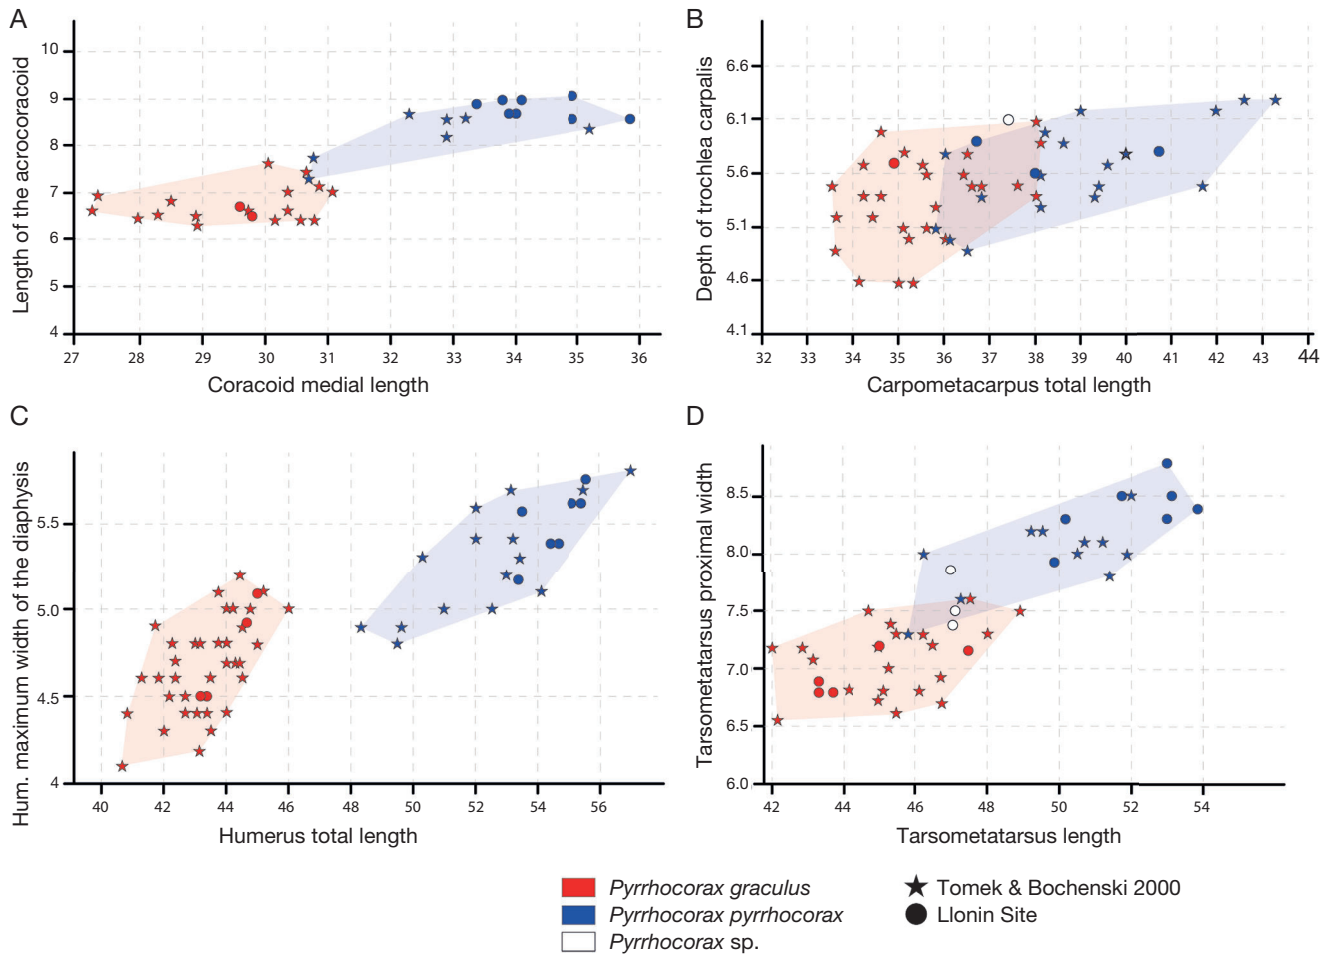 A
Length of the acrocoracoid
10
9
8
7
6
5
4
27 28 29 30 31 32 33 34 35 36
Coracoid medial length
B
Depth of trochlea carpalis
6.6
6.1
5.6
5.1
4.6
4.1
32 33 34 35 36 37 38 39 40 41 42 43 44
Carpometacarpus total length
C
Hum. maximum width of the diaphysis
5.5
5.0
4.5
4
40 42 44 46 48 50 52 54 56
Humerus total length
D
Tarsometatarsus proximal width
8.5
8.0
7.5
7.0
6.5
6.0
42 44 46 48 50 52 54
Tarsometatarsus length
Pyrrhocorax graculus
Pyrrhocorax pyrrhocorax
Pyrrhocorax sp.
Tomek & Bochenski 2000
Llonin Site